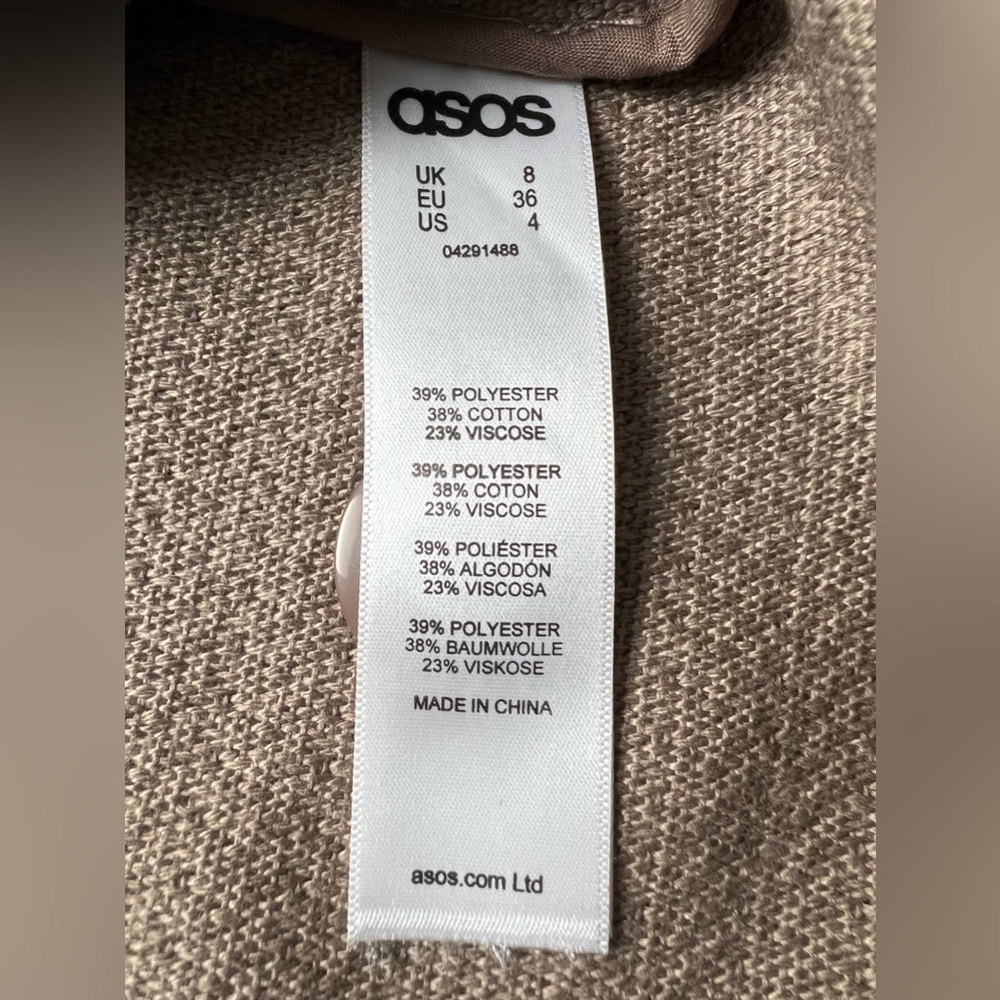 asos
UK 8
EU 36
US 4
04291488
39% POLYESTER
38% COTTON
23% VISCOSE
39% POLYESTER
38% COTON
23% VISCOSE
39% POLIÉSTER
38% ALGODÓN
23% VISCOSA
39% POLYESTER
38% BAUMWOLLE
23% VISKOSE
MADE IN CHINA
asos.com Ltd